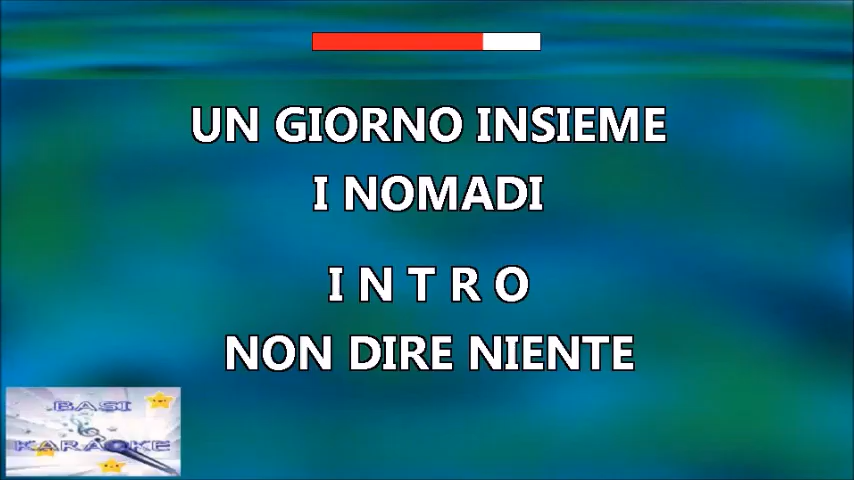 UN GIORNO INSIEME
I NOMADI
I N T R O
NON DIRE NIENTE
BASI
KARAOKE